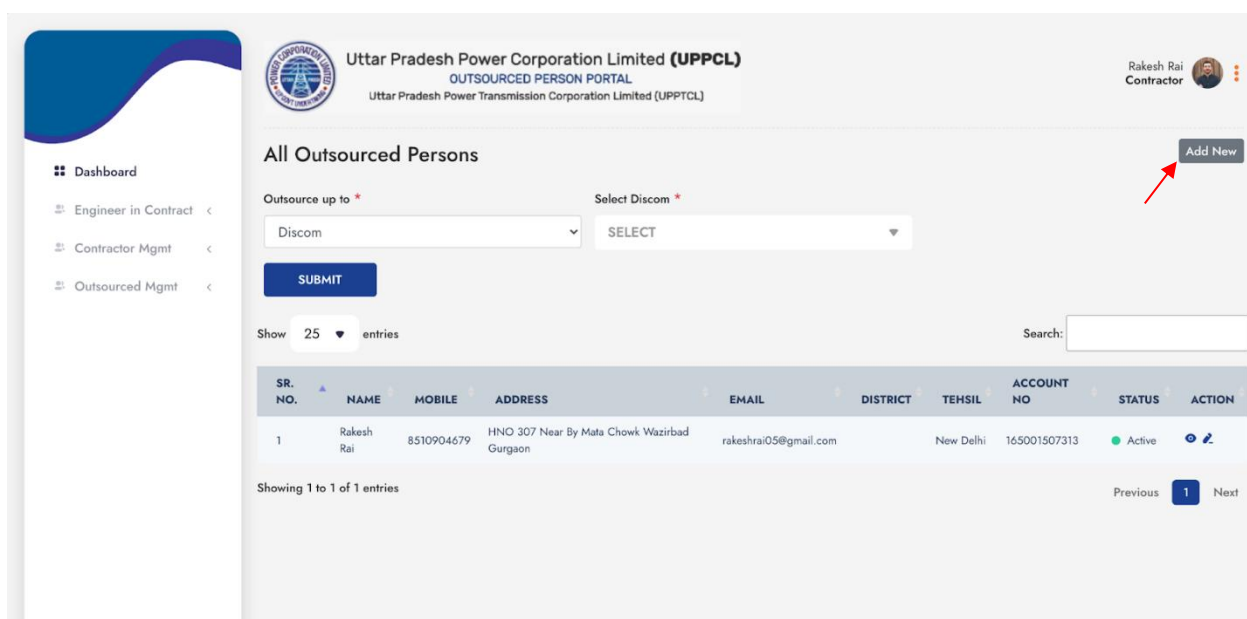 Uttar Pradesh Power Corporation Limited (UPPCL)
OUTSOURCED PERSON PORTAL
Uttar Pradesh Power Transmission Corporation Limited (UPPTCL)
Rakesh Rai
Contractor
Dashboard
Engineer in Contract
Contractor Mgmt
Outsourced Mgmt
All Outsourced Persons
Add New
Outsource up to * Select Discom *
Discom SELECT
SUBMIT
Show 25 entries Search:
SR. NO. NAME MOBILE ADDRESS EMAIL DISTRICT TEHSIL ACCOUNT NO STATUS ACTION
1 Rakesh Rai 8510904679 HNO 307 Near By Mata Chowk Wazirbad Gurgaon rakeshrai05@gmail.com New Delhi 165001507313 Active
Showing 1 to 1 of 1 entries Previous 1 Next